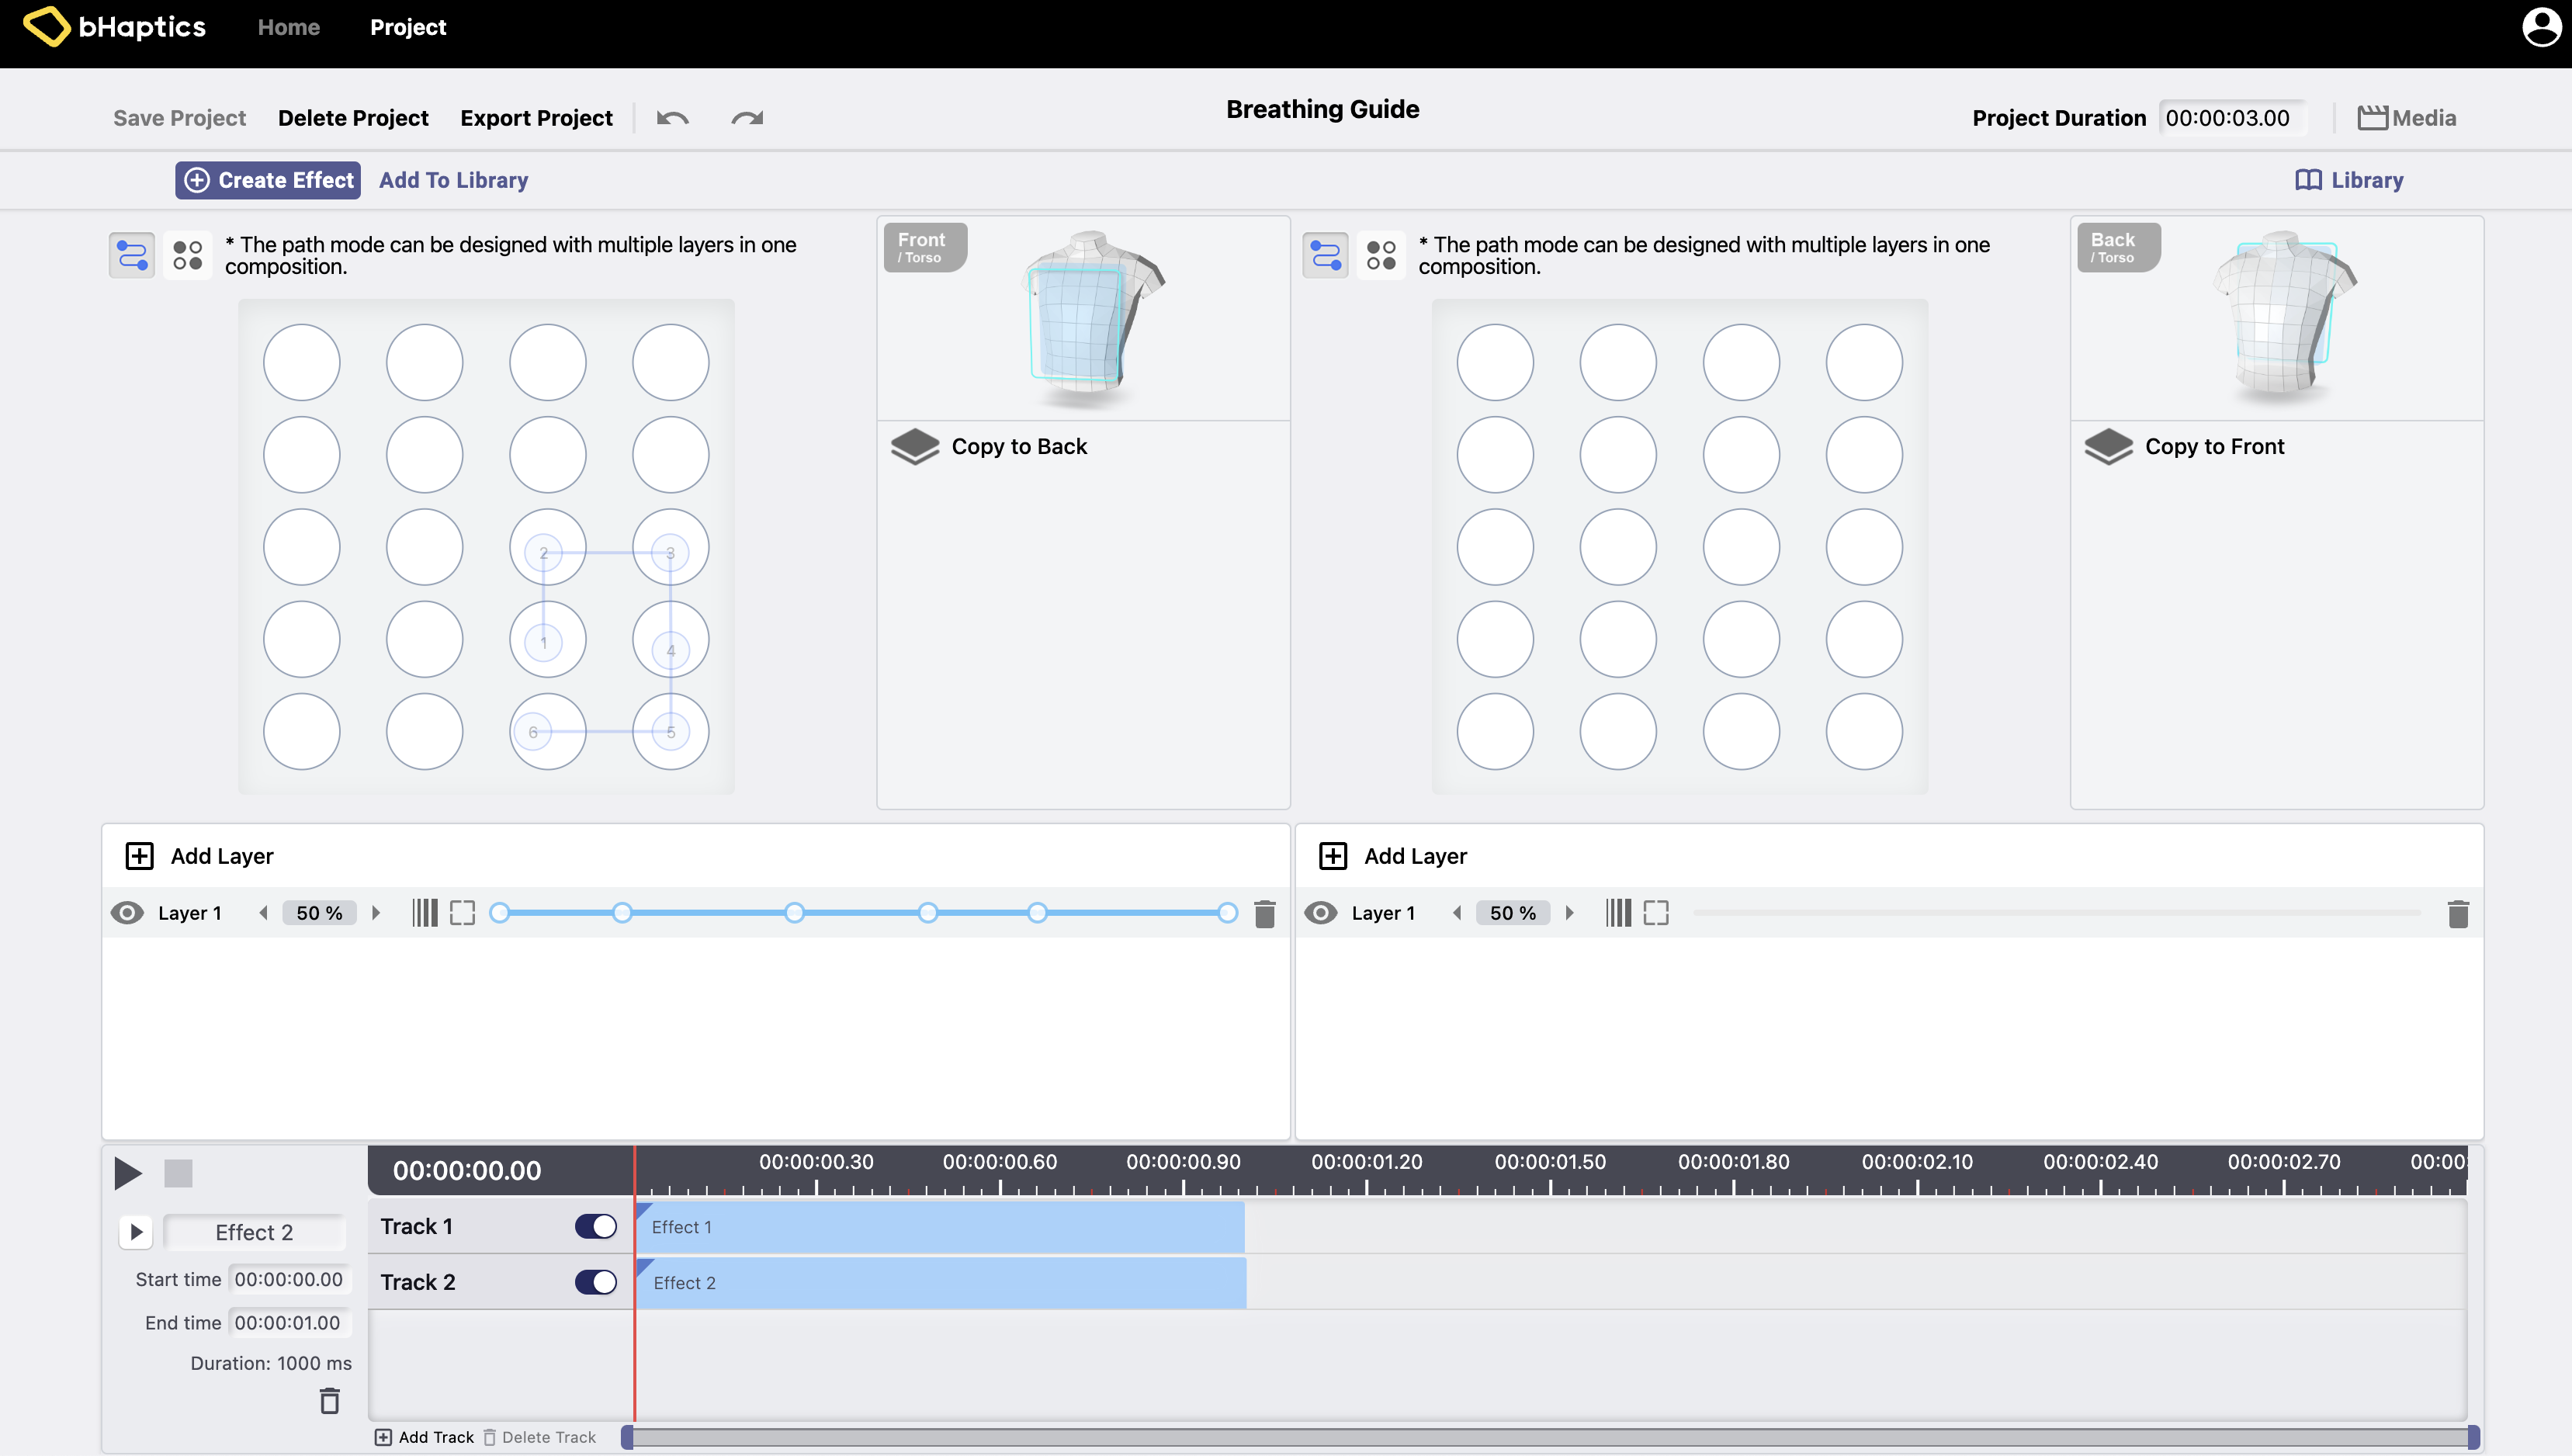 bHaptics Home Project
Save Project Delete Project Export Project Breathing Guide Project Duration 00:00:03.00 Media
Create Effect Add To Library Library
* The path mode can be designed with multiple layers in one
composition.
Front
/ Torso
Copy to Back
2 3
1 4
6 5
* The path mode can be designed with multiple layers in one
composition.
Back
/ Torso
Copy to Front
Add Layer
Layer 1 50 %
Add Layer
Layer 1 50 %
00:00:00.00 00:00:00.30 00:00:00.60 00:00:00.90 00:00:01.20 00:00:01.50 00:00:01.80 00:00:02.10 00:00:02.40 00:00:02.70 00:00
Effect 2
Start time 00:00:00.00
End time 00:00:01.00
Duration: 1000 ms
Track 1 Effect 1
Track 2 Effect 2
Add Track Delete Track